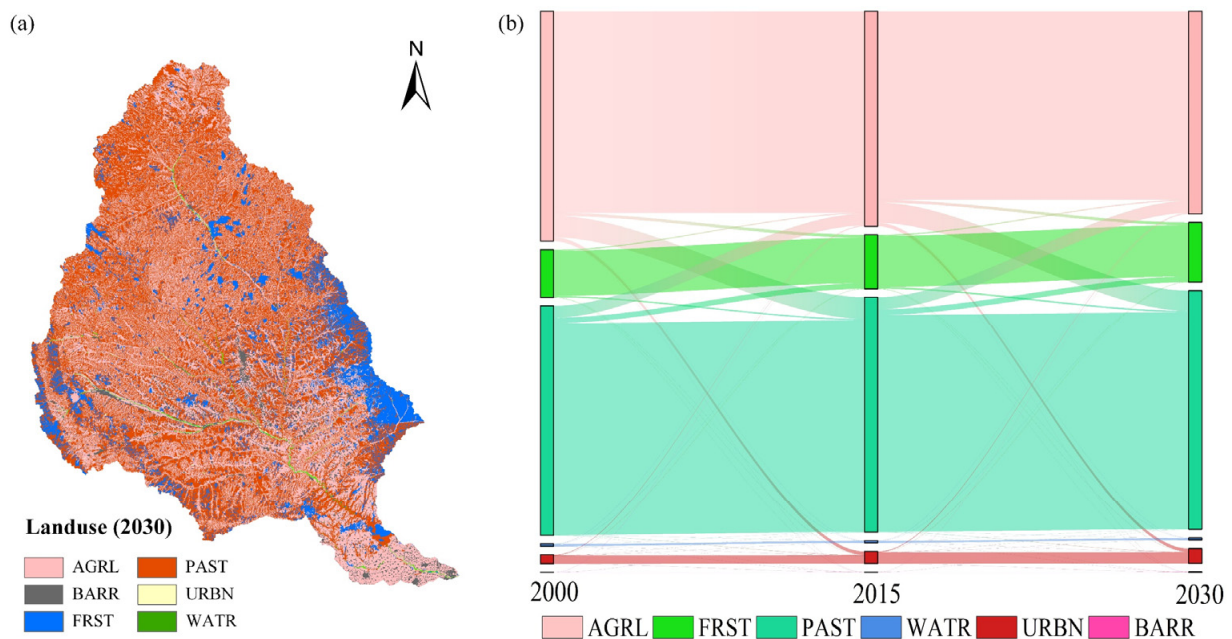 (a)
N
Landuse (2030)
AGRL PAST
BARR URBN
FRST WATR
(b)
2000 2015 2030
AGRL FRST PAST WATR URBN BARR